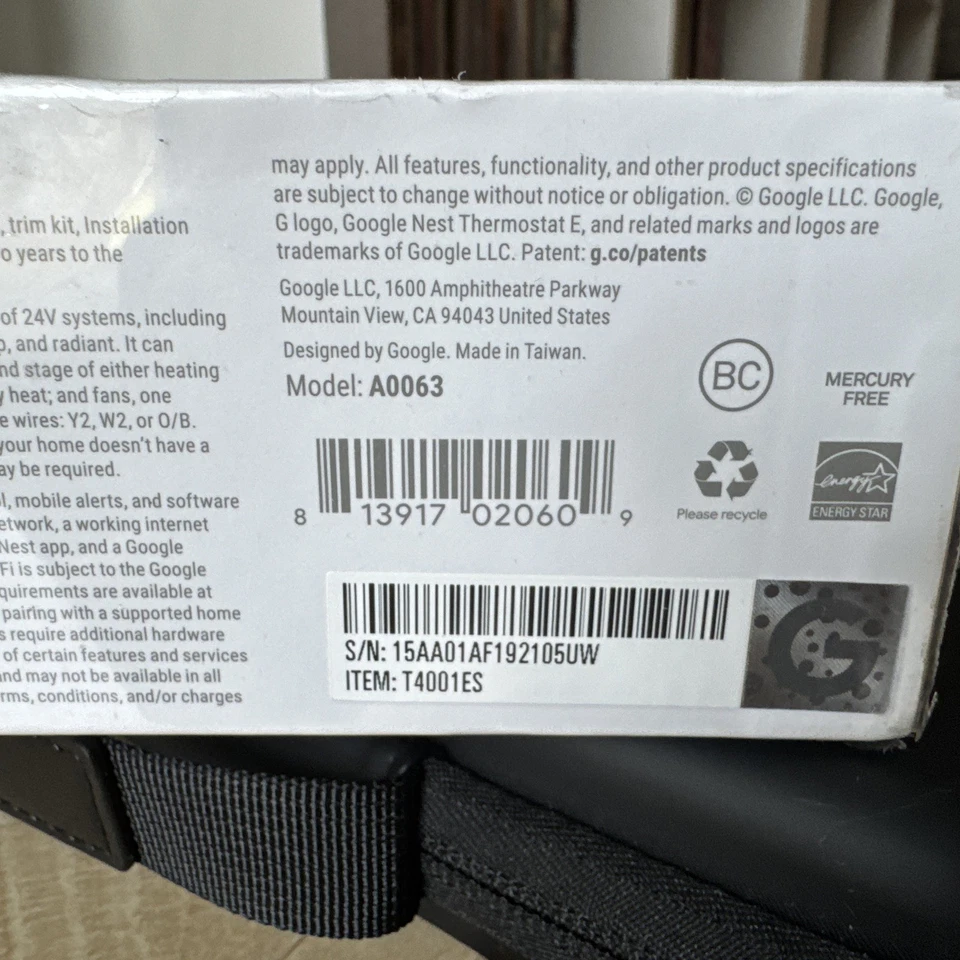 , trim kit, Installation
o years to the
of 24V systems, including
p, and radiant. It can
nd stage of either heating
y heat; and fans, one
e wires: Y2, W2, or O/B.
your home doesn't have a
ay be required.
l, mobile alerts, and software
etwork, a working internet
Nest app, and a Google
Fi is subject to the Google
quirements are available at
pairing with a supported home
s require additional hardware
of certain features and services
nd may not be available in all
rms, conditions, and/or charges
may apply. All features, functionality, and other product specifications
are subject to change without notice or obligation. © Google LLC. Google,
G logo, Google Nest Thermostat E, and related marks and logos are
trademarks of Google LLC. Patent: g.co/patents
Google LLC, 1600 Amphitheatre Parkway
Mountain View, CA 94043 United States
Designed by Google. Made in Taiwan.
Model: A0063
BC
MERCURY
FREE
8 13917 02060 9
Please recycle
energy
ENERGY STAR
S/N: 15AA01AF192105UW
ITEM: T4001ES
G